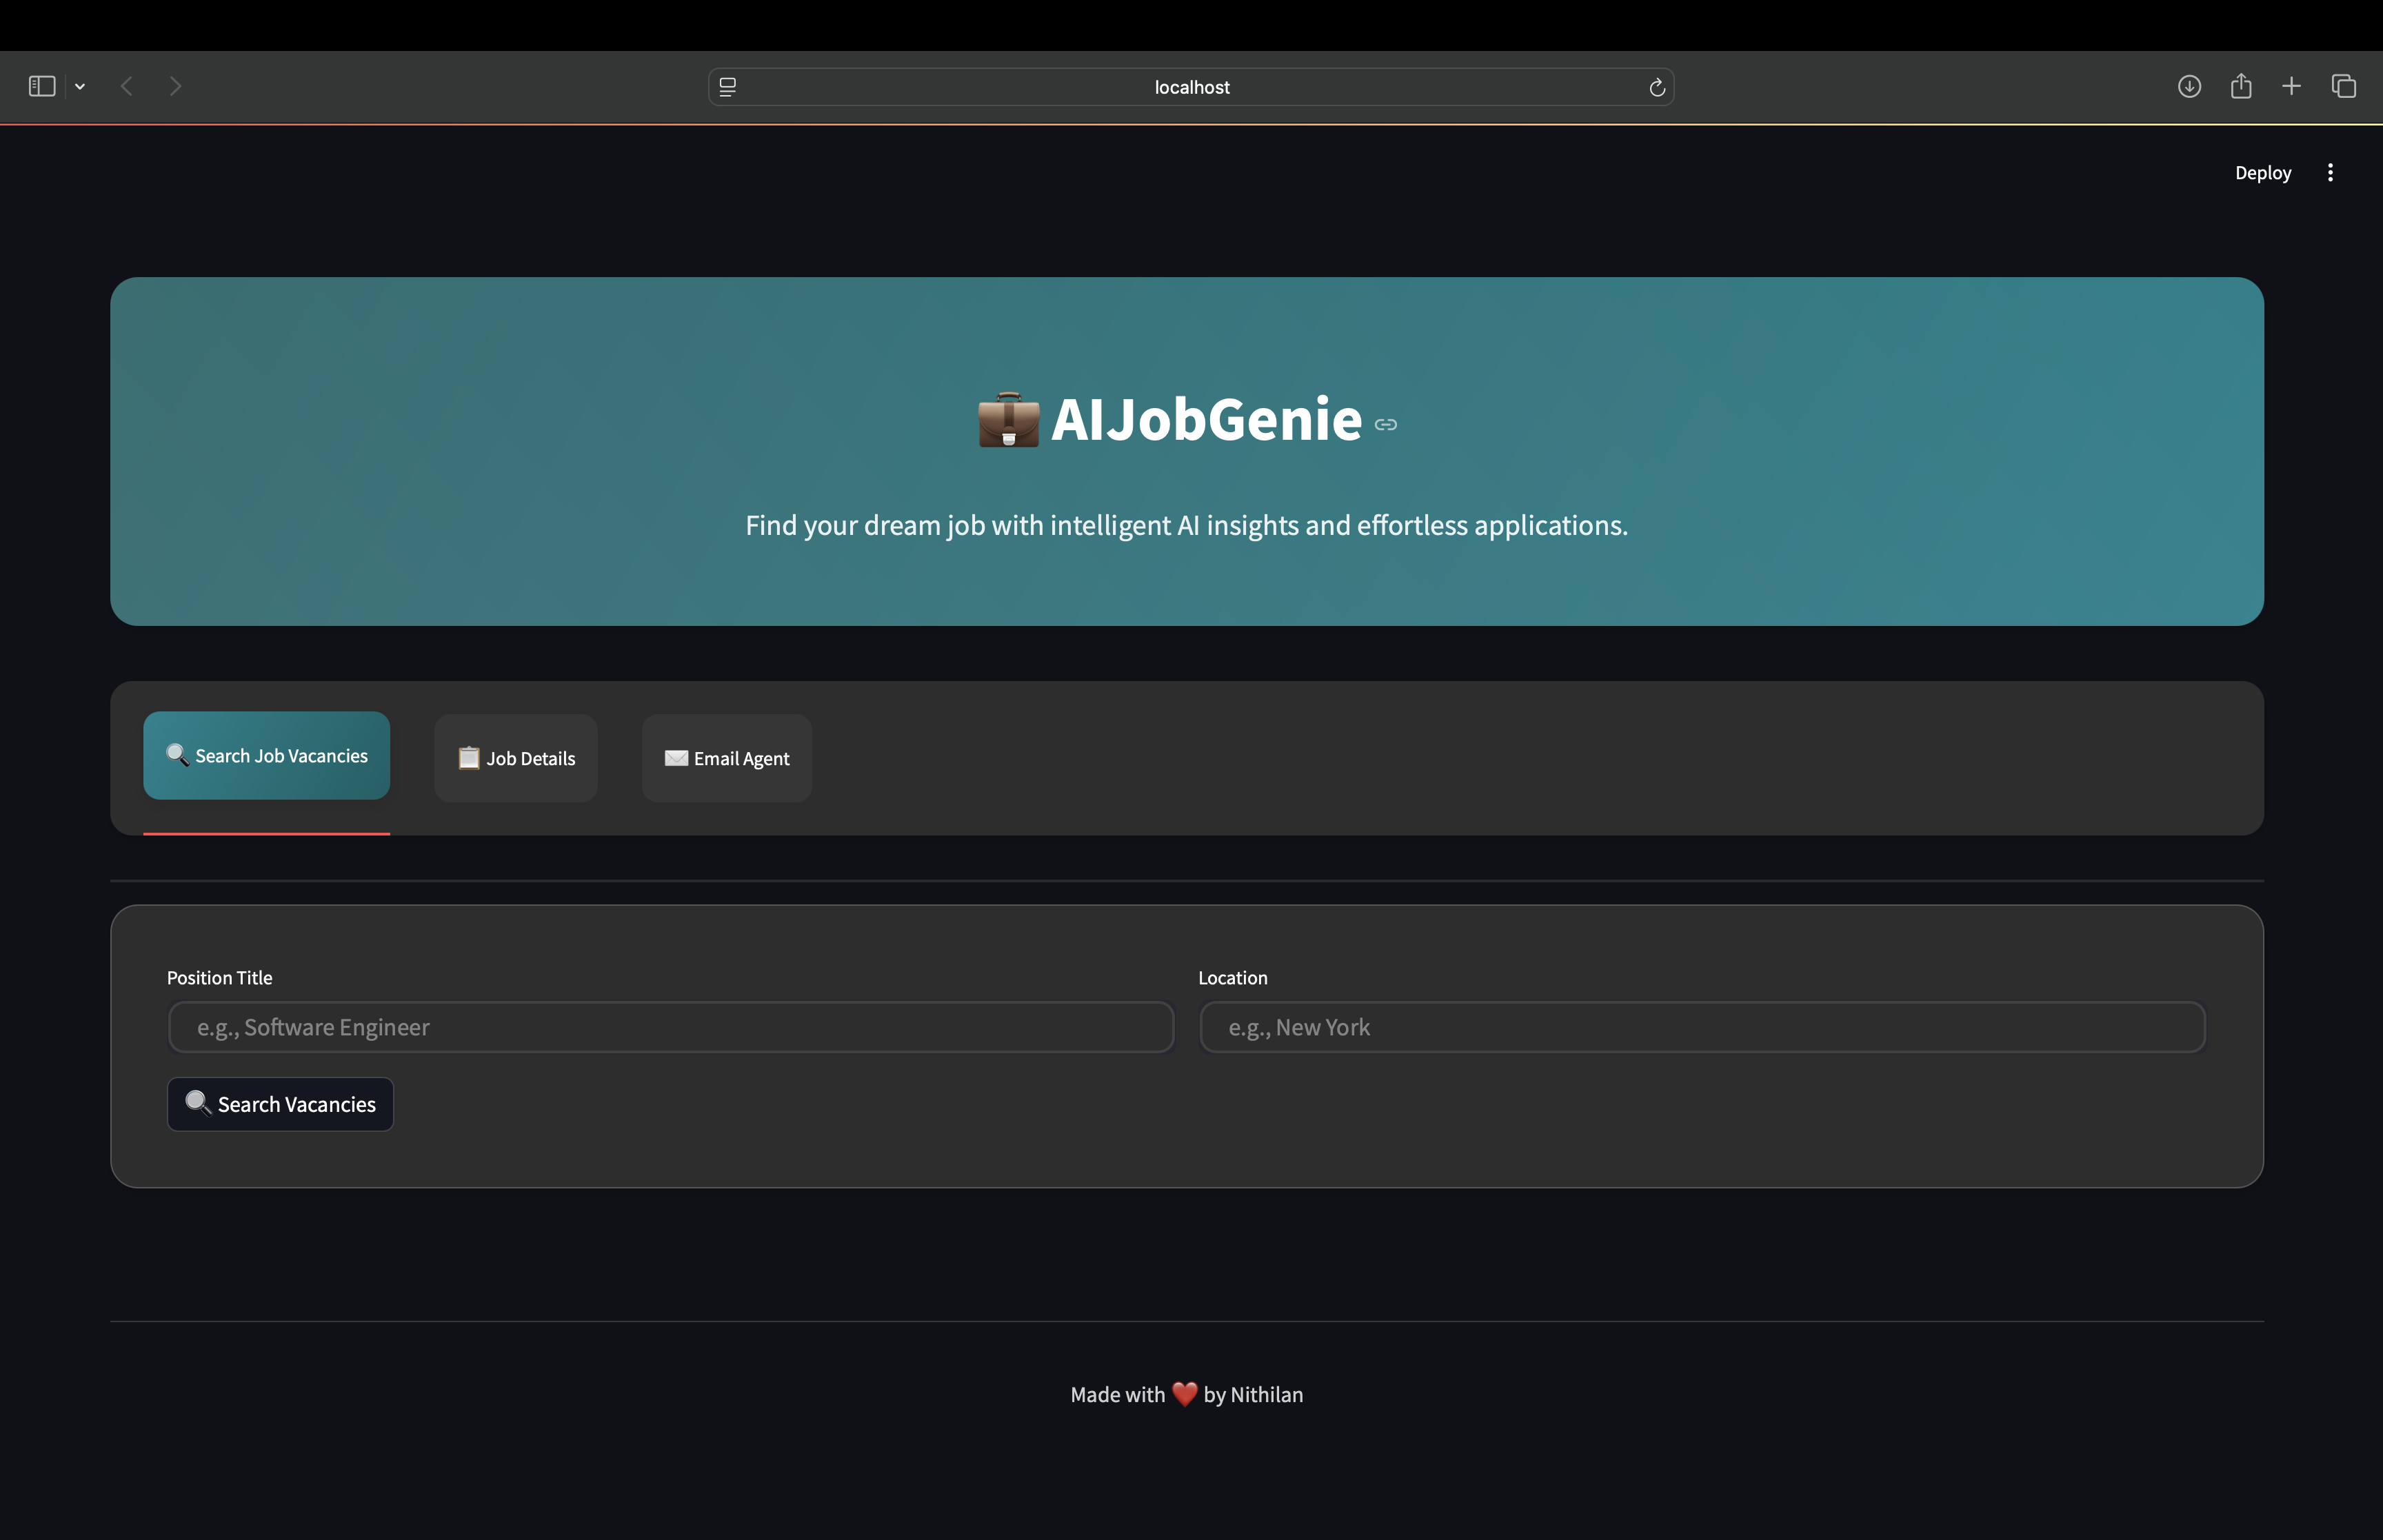 localhost
Deploy
AIJobGenie
Find your dream job with intelligent AI insights and effortless applications.
Search Job Vacancies
Job Details
Email Agent
Position Title
Location
e.g., Software Engineer
e.g., New York
Search Vacancies
Made with ❤️ by Nithilan